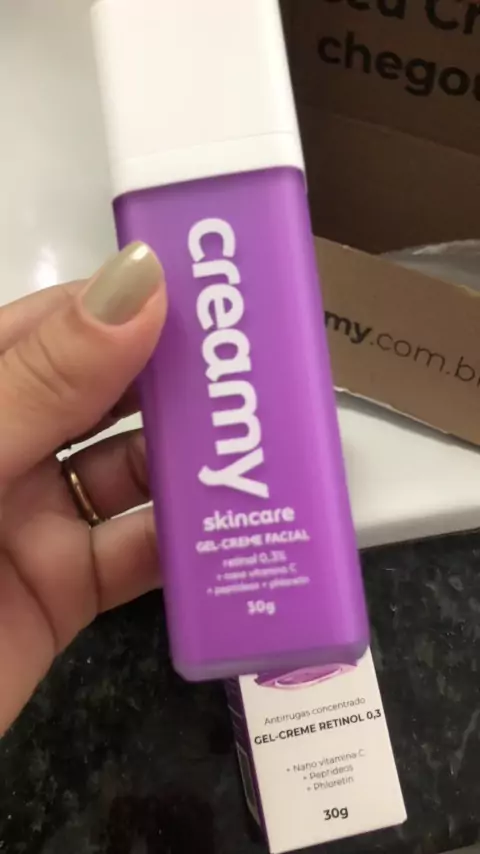 chegou
my.com.br
creamy
skincare
GEL-CREME FACIAL
retinol 0,3%
+ nano vitamina C
+ peptídeos + phloretin
30g
Antirrugas concentrado
GEL-CREME RETINOL 0,3
+ Nano vitamina C
+ Peptídeos
+ Phloretin
30g